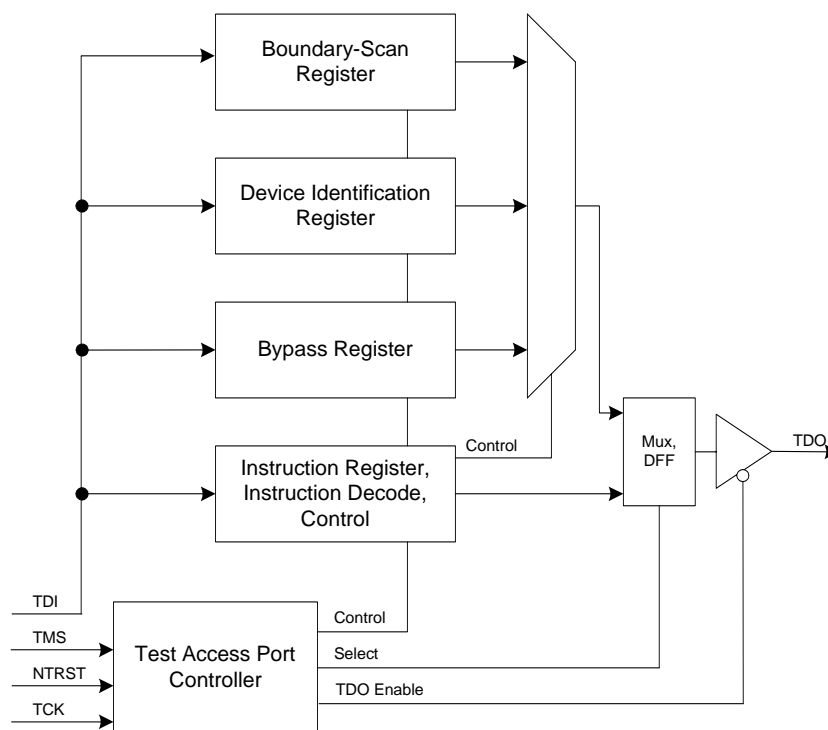 Boundary-Scan
Register
Device Identification
Register
Bypass Register
Control
Instruction Register,
Instruction Decode,
Control
Mux,
DFF
TDO
TDI
TMS
NTRST
TCK
Test Access Port
Controller
Control
Select
TDO Enable